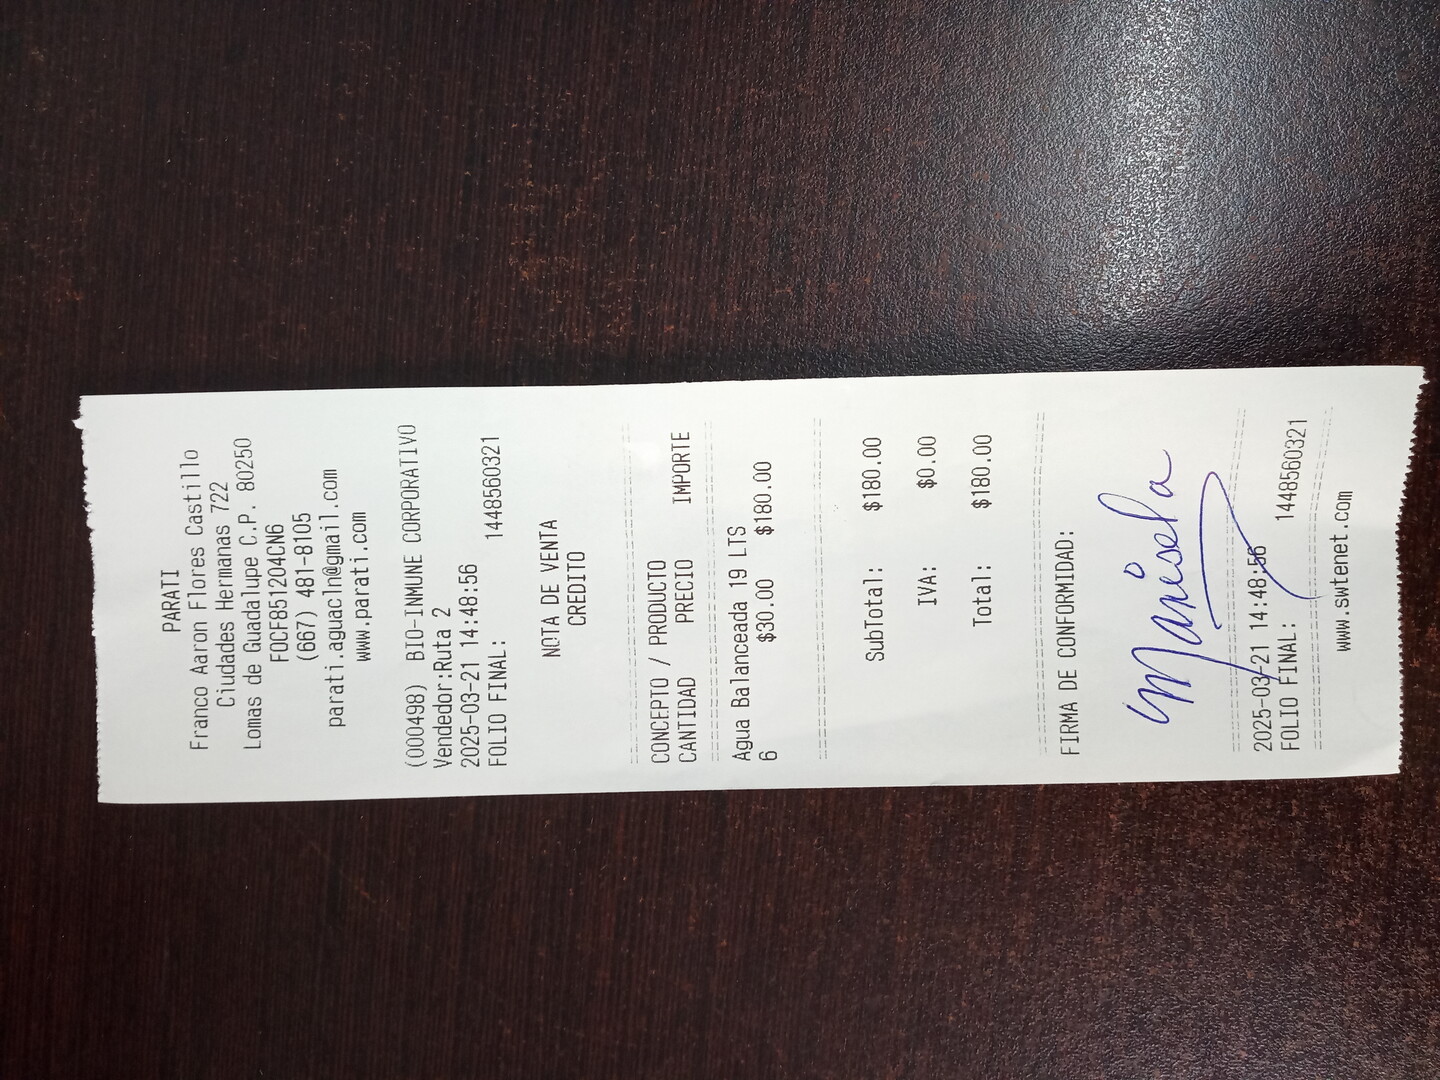 PARATI
Franco Aaron Flores Castillo
Ciudades Hermanas 722
Lomas de Guadalupe C.P. 80250
FOCF851204CN6
(667) 481-8105
parati.aguacln@gmail.com
www.parati.com
(000498) BIO-INMUNE CORPORATIVO
Vendedor:Ruta 2
2025-03-21 14:48:56
FOLIO FINAL: 1448560321
NOTA DE VENTA
CREDITO
CONCEPTO / PRODUCTO
CANTIDAD PRECIO IMPORTE
Agua Balanceada 19 LTS
6 $30.00 $180.00
SubTotal: $180.00
IVA: $0.00
Total: $180.00
FIRMA DE CONFORMIDAD:
Marisela
2025-03-21 14:48:56
FOLIO FINAL: 1448560321
www.swtenet.com